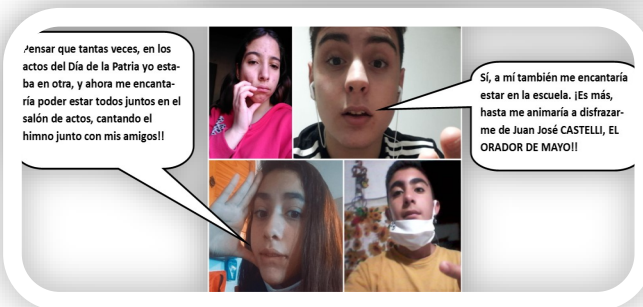 Pensar que tantas veces, en los
actos del Día de la Patria yo esta-
ba en otra, y ahora me encanta-
ría poder estar todos juntos en el
salón de actos, cantando el
himno junto con mis amigos!!
Sí, a mí también me encantaría
estar en la escuela. ¡Es más,
hasta me animaría a disfrazar-
me de Juan José CASTELLI, EL
ORADOR DE MAYO!!